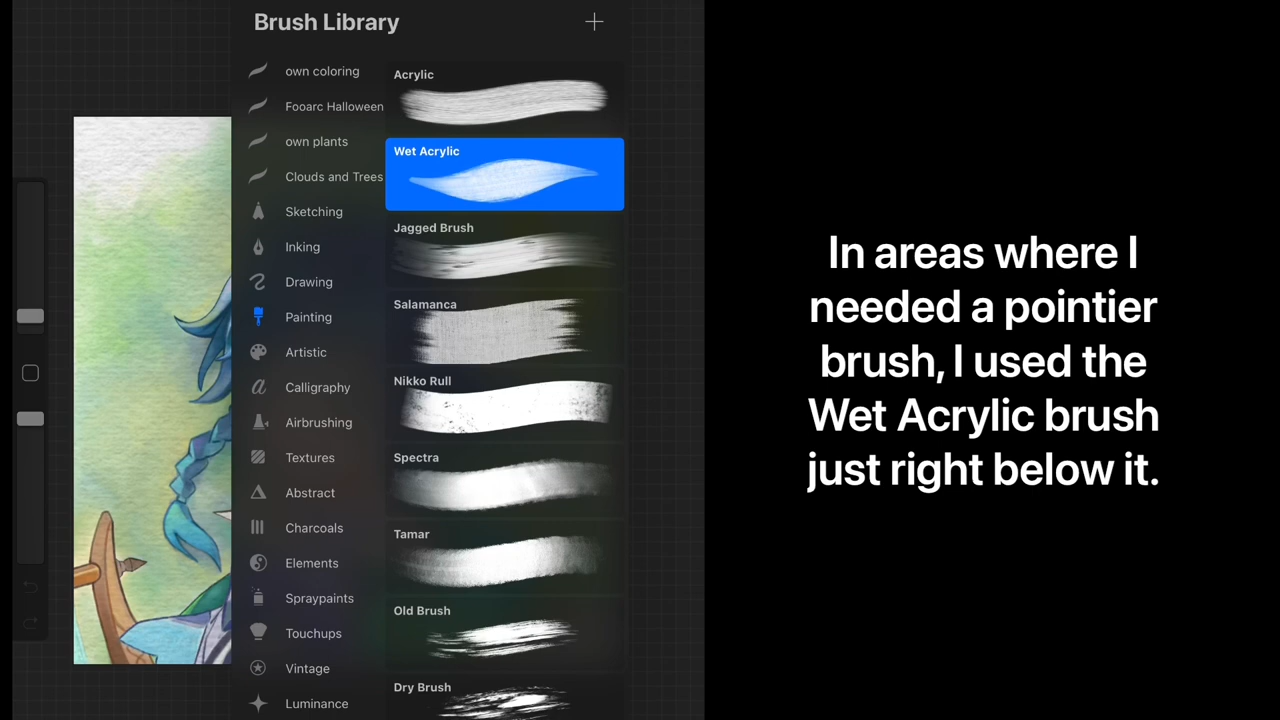 Brush Library
own coloring
Fooarc Halloween
own plants
Clouds and Trees
Sketching
Inking
Drawing
Painting
Artistic
Calligraphy
Airbrushing
Textures
Abstract
Charcoals
Elements
Spraypaints
Touchups
Vintage
Luminance
Acrylic
Wet Acrylic
Jagged Brush
Salamanca
Nikko Rull
Spectra
Tamar
Old Brush
Dry Brush
In areas where I
needed a pointier
brush, I used the
Wet Acrylic brush
just right below it.